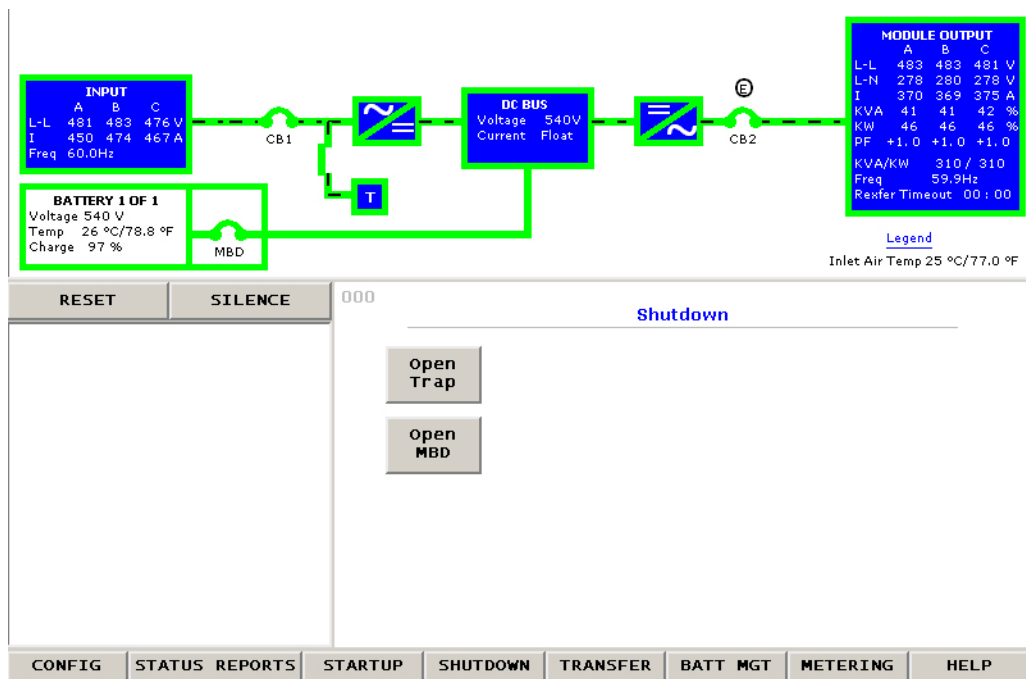 INPUT
A B C
L-L 481 483 476 V
I 450 474 467 A
Freq 60.0Hz
CB1
DC BUS
Voltage 540V
Current Float
E
CB2
MODULE OUTPUT
A B C
L-L 483 483 481 V
L-N 278 280 278 V
I 370 369 375 A
KVA 41 41 42 %
KW 46 46 46 %
PF +1.0 +1.0 +1.0
KVA/KW 310 / 310
Freq 59.9Hz
Rexfer Timeout 00 : 00
T
BATTERY 1 OF 1
Voltage 540 V
Temp 26 ºC/78.8 ºF
Charge 97 %
MBD
Legend
Inlet Air Temp 25 ºC/77.0 ºF
RESET SILENCE
000
Shutdown
Open
Trap
Open
MBD
CONFIG STATUS REPORTS STARTUP SHUTDOWN TRANSFER BATT MGT METERING HELP